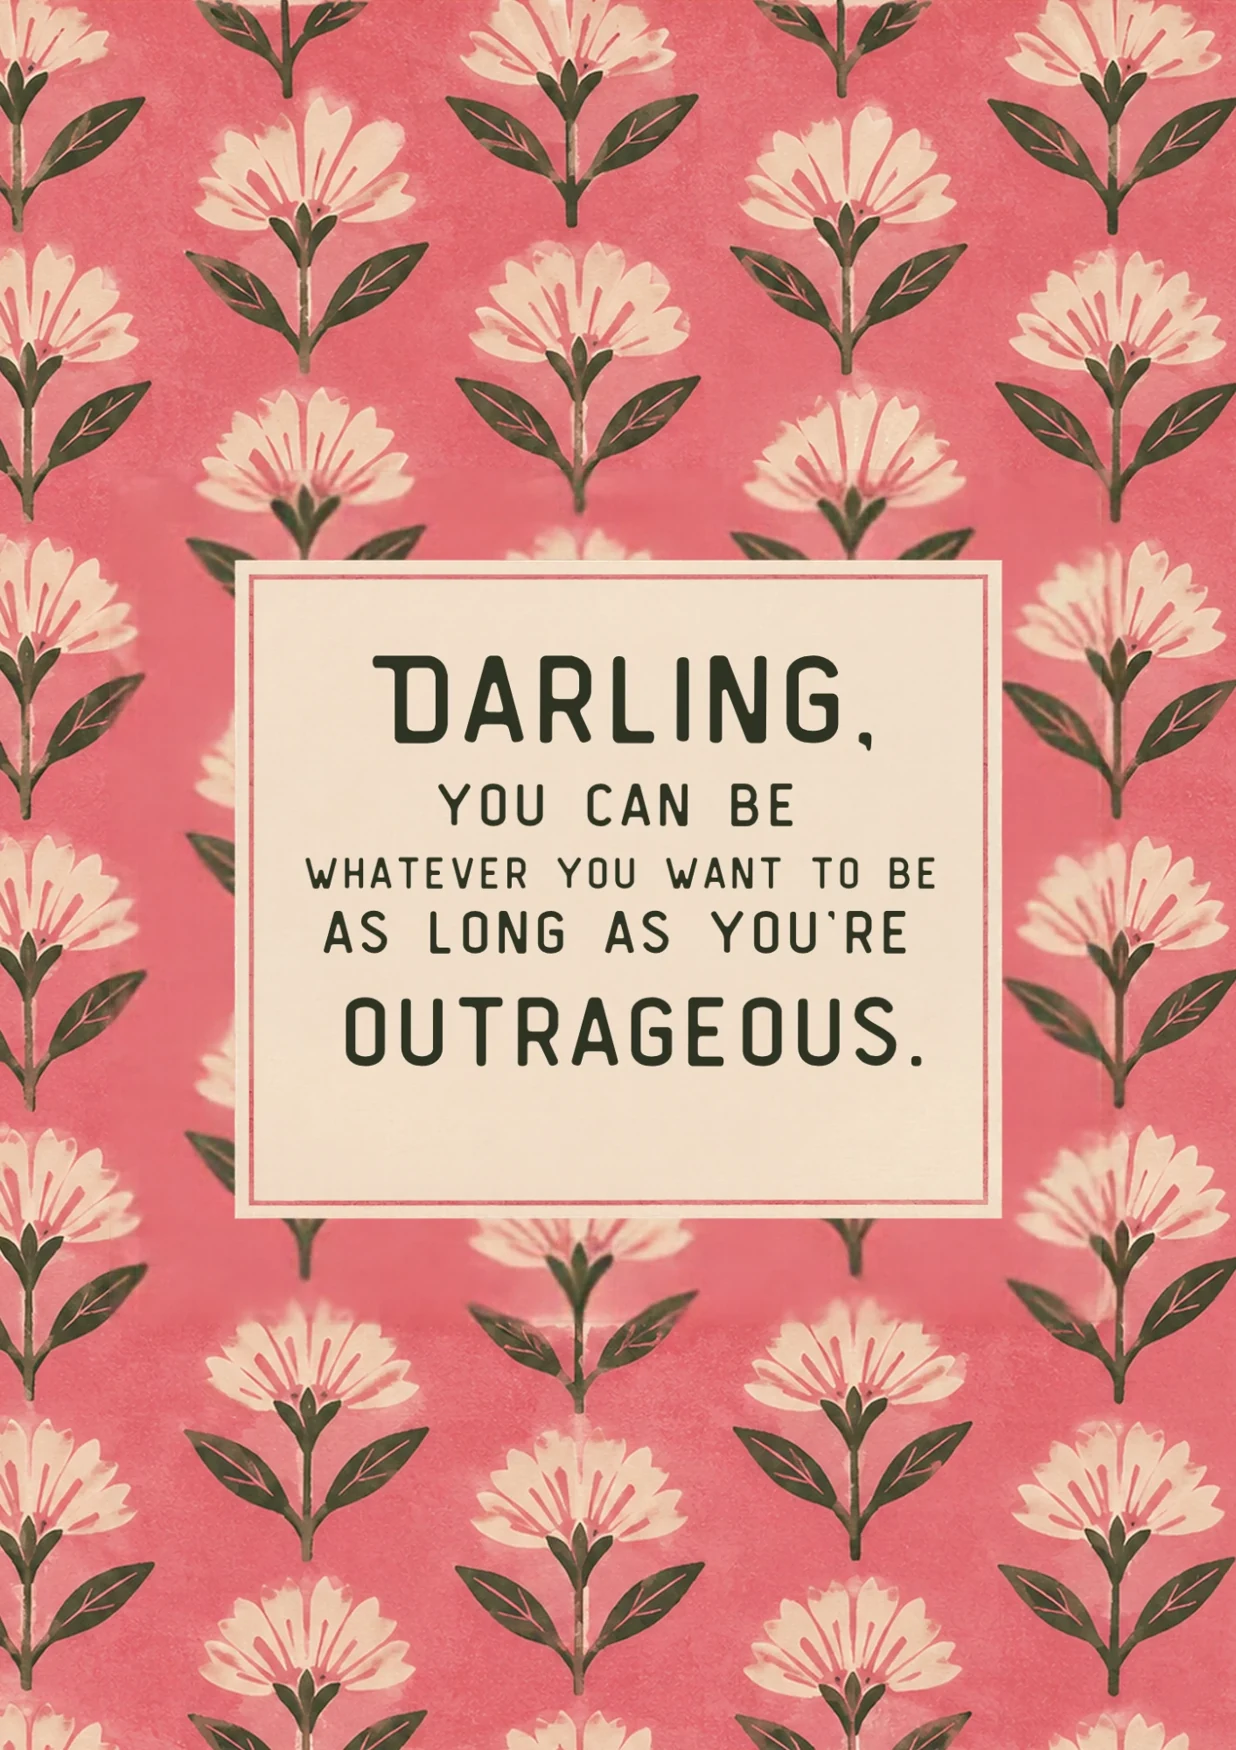 DARLING,
YOU CAN BE
WHATEVER YOU WANT TO BE
AS LONG AS YOU'RE
OUTRAGEOUS.